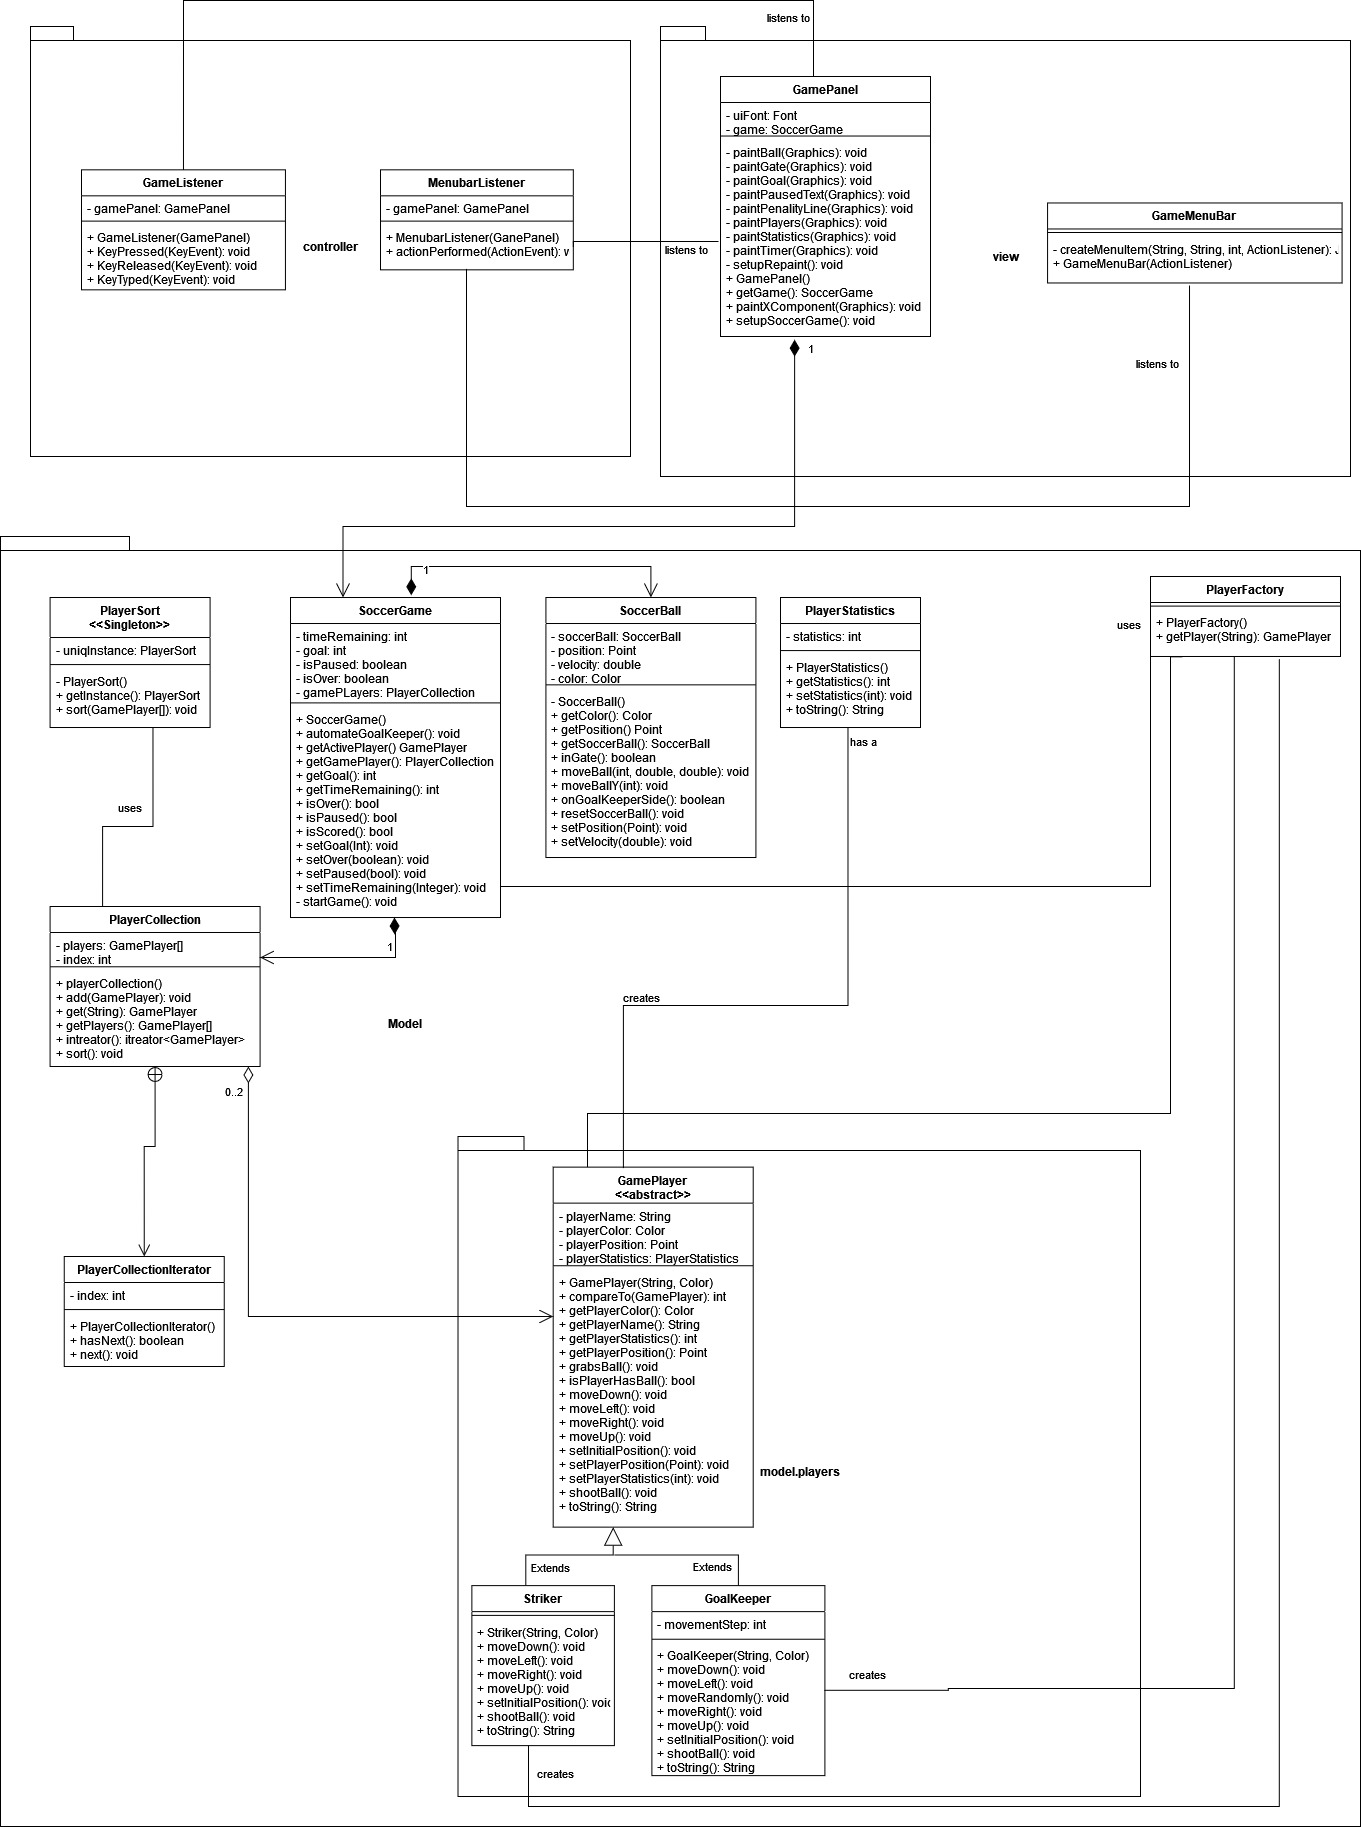 listens to
GamePanel
- uiFont: Font
- game: SoccerGame
- paintBall(Graphics): void
- paintGate(Graphics): void
- paintGoal(Graphics): void
- paintPausedText(Graphics): void
- paintPenalityLine(Graphics): void
- paintPlayers(Graphics): void
- paintStatistics(Graphics): void
- paintTimer(Graphics): void
- setupRepaint(): void
+ GamePanel()
+ getGame(): SoccerGame
+ paintXComponent(Graphics): void
+ setupSoccerGame(): void
GameListener
- gamePanel: GamePanel
+ GameListener(GamePanel)
+ KeyPressed(KeyEvent): void
+ KeyReleased(KeyEvent): void
+ KeyTyped(KeyEvent): void
controller
MenubarListener
- gamePanel: GamePanel
+ MenubarListener(GanePanel)
+ actionPerformed(ActionEvent): v
listens to
view
GameMenuBar
- createMenuItem(String, String, int, ActionListener):
+ GameMenuBar(ActionListener)
1
listens to
PlayerSort
<<Singleton>>
- uniqInstance: PlayerSort
- PlayerSort()
+ getInstance(): PlayerSort
+ sort(GamePlayer[]): void
uses
SoccerGame
- timeRemaining: int
- goal: int
- isPaused: boolean
- isOver: boolean
- gamePLayers: PlayerCollection
+ SoccerGame()
+ automateGoalKeeper(): void
+ getActivePlayer() GamePlayer
+ getGamePlayer(): PlayerCollection
+ getGoal(): int
+ getTimeRemaining(): int
+ isOver(): bool
+ isPaused(): bool
+ isScored(): bool
+ setGoal(Int): void
+ setOver(boolean): void
+ setPaused(bool): void
+ setTimeRemaining(Integer): void
- startGame(): void
1
SoccerBall
- soccerBall: SoccerBall
- position: Point
- velocity: double
- color: Color
- SoccerBall()
+ getColor(): Color
+ getPosition() Point
+ getSoccerBall(): SoccerBall
+ inGate(): boolean
+ moveBall(int, double, double): void
+ moveBallY(int): void
+ onGoalKeeperSide(): boolean
+ resetSoccerBall(): void
+ setPosition(Point): void
+ setVelocity(double): void
PlayerStatistics
- statistics: int
+ PlayerStatistics()
+ getStatistics(): int
+ setStatistics(int): void
+ toString(): String
has a
uses
PlayerFactory
+ PlayerFactory()
+ getPlayer(String): GamePlayer
1
PlayerCollection
- players: GamePlayer[]
- index: int
+ playerCollection()
+ add(GamePlayer): void
+ get(String): GamePlayer
+ getPlayers(): GamePlayer[]
+ intreator(): itreator<GamePlayer>
+ sort(): void
0..2
Model
creates
PlayerCollectionIterator
- index: int
+ PlayerCollectionIterator()
+ hasNext(): boolean
+ next(): void
GamePlayer
<<abstract>>
- playerName: String
- playerColor: Color
- playerPosition: Point
- playerStatistics: PlayerStatistics
+ GamePlayer(String, Color)
+ compareTo(GamePlayer): int
+ getPlayerColor(): Color
+ getPlayerName(): String
+ getPlayerStatistics(): int
+ getPlayerPosition(): Point
+ grabsBall(): void
+ isPlayerHasBall(): bool
+ moveDown(): void
+ moveLeft(): void
+ moveRight(): void
+ moveUp(): void
+ setInitialPosition(): void
+ setPlayerPosition(Point): void
+ setPlayerStatistics(int): void
+ shootBall(): void
+ toString(): String
model.players
Extends
Extends
Striker
+ Striker(String, Color)
+ moveDown(): void
+ moveLeft(): void
+ moveRight(): void
+ moveUp(): void
+ setInitialPosition(): void
+ shootBall(): void
+ toString(): String
creates
GoalKeeper
- movementStep: int
+ GoalKeeper(String, Color)
+ moveDown(): void
+ moveLeft(): void
+ moveRandomly(): void
+ moveRight(): void
+ moveUp(): void
+ setInitialPosition(): void
+ shootBall(): void
+ toString(): String
creates